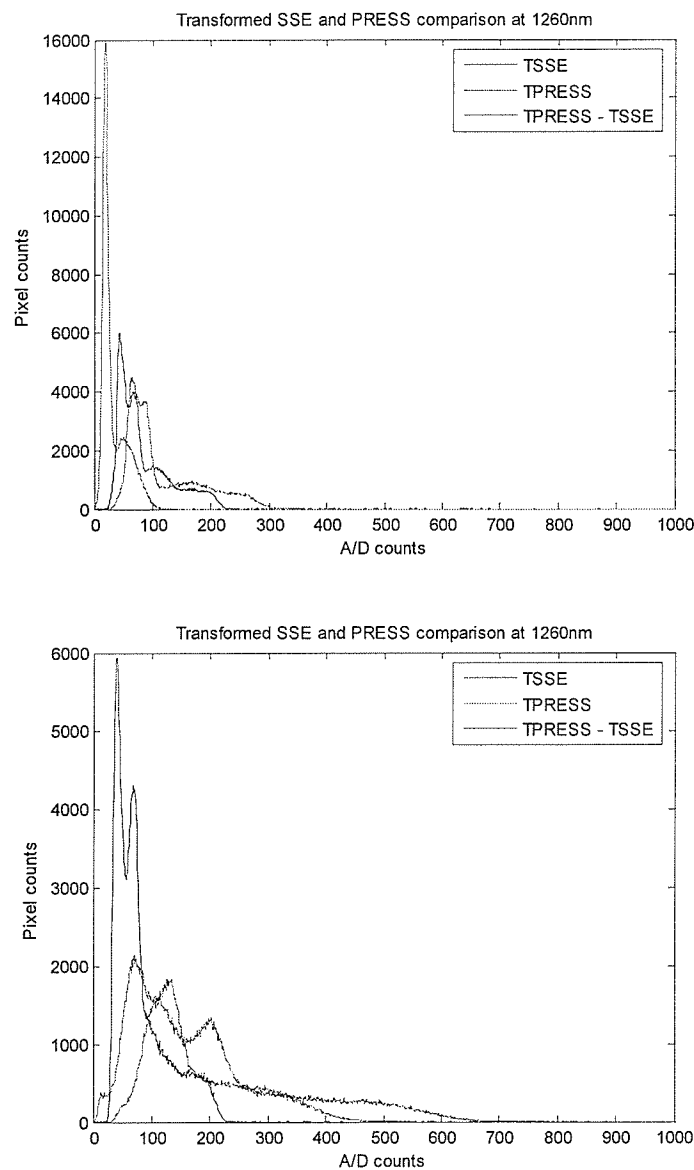 Transformed SSE and PRESS comparison at 1260nm
16000
14000
12000
10000
8000
6000
4000
2000
0
Pixel counts
TSSE
TPRESS
TPRESS - TSSE
0 100 200 300 400 500 600 700 800 900 1000
A/D counts
Transformed SSE and PRESS comparison at 1260nm
6000
5000
4000
3000
2000
1000
0
Pixel counts
TSSE
TPRESS
TPRESS - TSSE
0 100 200 300 400 500 600 700 800 900 1000
A/D counts